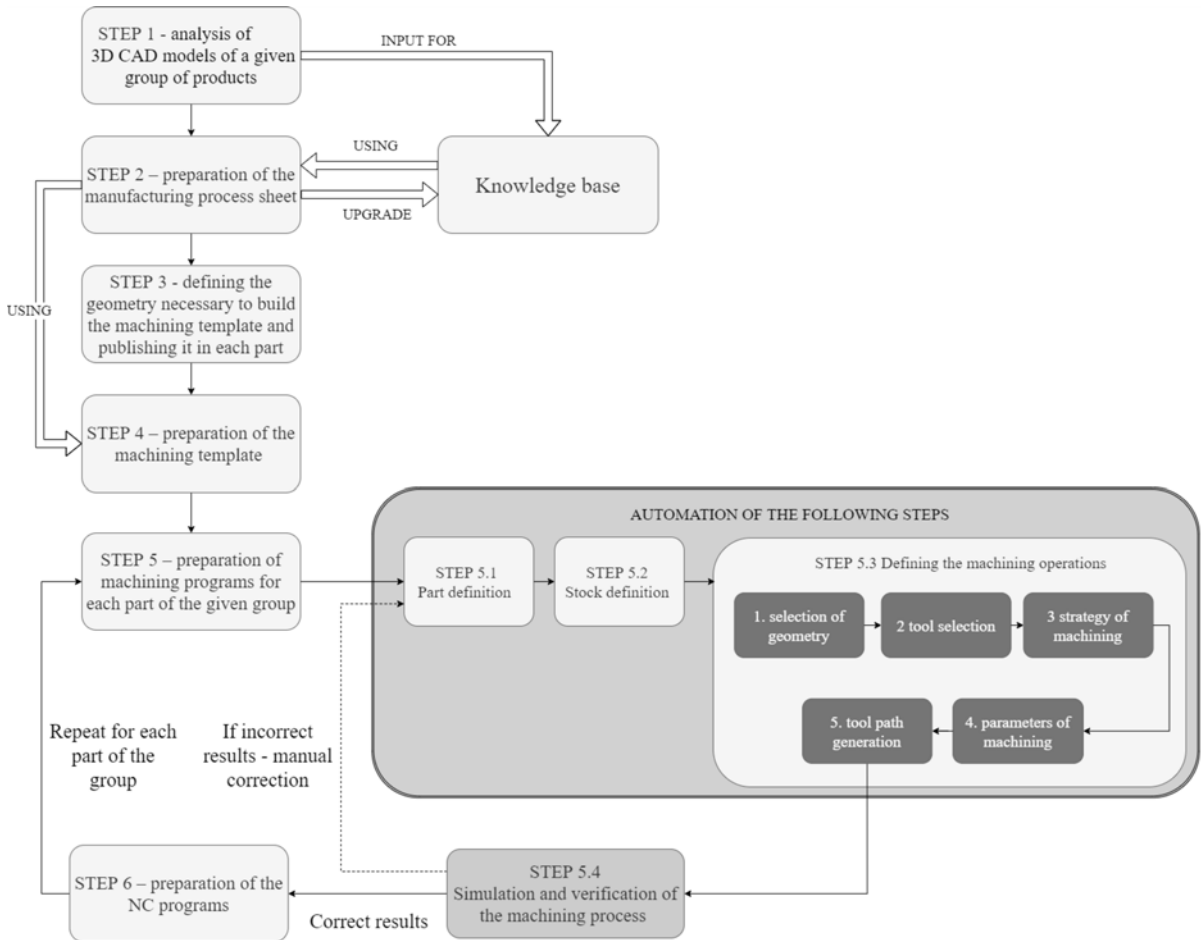 STEP 1 - analysis of
3D CAD models of a given
group of products
INPUT FOR
STEP 2 – preparation of the
manufacturing process sheet
USING
UPGRADE
Knowledge base
STEP 3 - defining the
geometry necessary to build
the machining template and
publishing it in each part
USING
STEP 4 – preparation of the
machining template
STEP 5 – preparation of
machining programs for
each part of the given group
AUTOMATION OF THE FOLLOWING STEPS
STEP 5.1
Part definition
STEP 5.2
Stock definition
STEP 5.3 Defining the machining operations
1. selection of
geometry
2 tool selection
3 strategy of
machining
4. parameters of
machining
5. tool path
generation
Repeat for each
part of the
group
If incorrect
results - manual
correction
STEP 5.4
Simulation and verification of
the machining process
Correct results
STEP 6 – preparation of the
NC programs